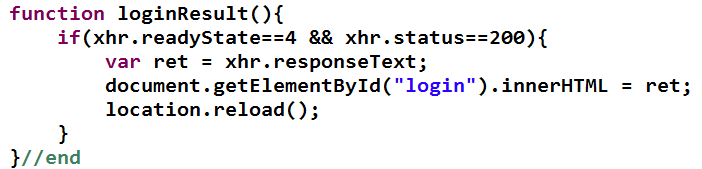 function loginResult(){
    if(xhr.readyState==4 && xhr.status==200){
        var ret = xhr.responseText;
        document.getElementById("login").innerHTML = ret;
        location.reload();
    }
}//end